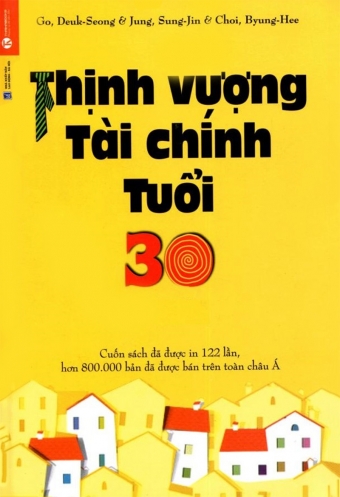 Go, Deuk-Seong & Jung, Sung-Jin & Choi, Byung-Hee
Thịnh vượng
Tài chính
Tuổi
30
Cuốn sách đã được in 122 lần,
hơn 800.000 bản đã được bán trên toàn châu Á